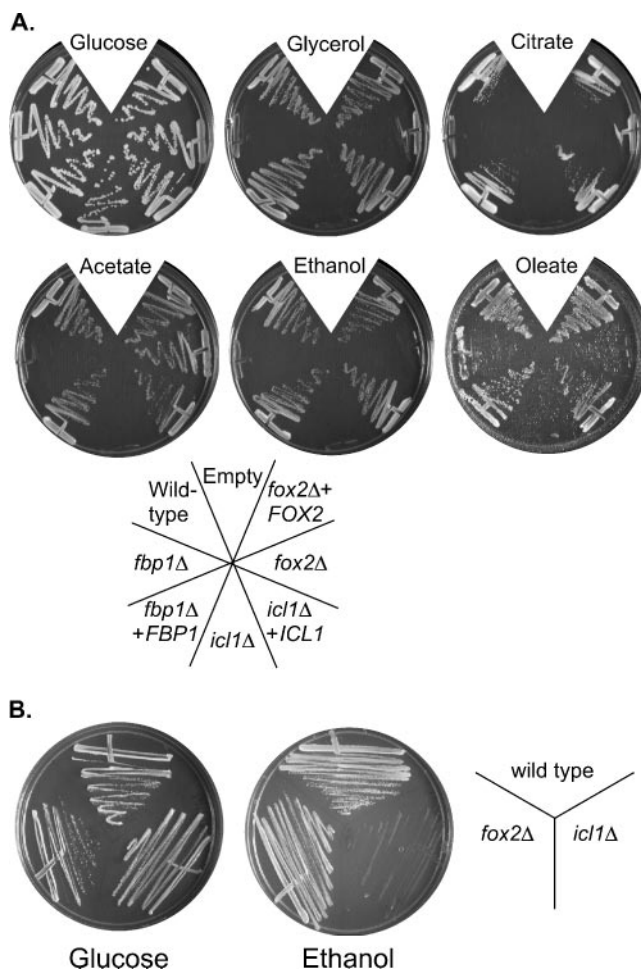 A.
Glucose
Glycerol
Citrate
Acetate
Ethanol
Oleate
Empty
Wild-
type
fox2Δ+
FOX2
fbp1Δ
fox2Δ
fbp1Δ
+FBP1
icl1Δ
icl1Δ
+ICL1
B.
wild type
fox2Δ
icl1Δ
Glucose
Ethanol